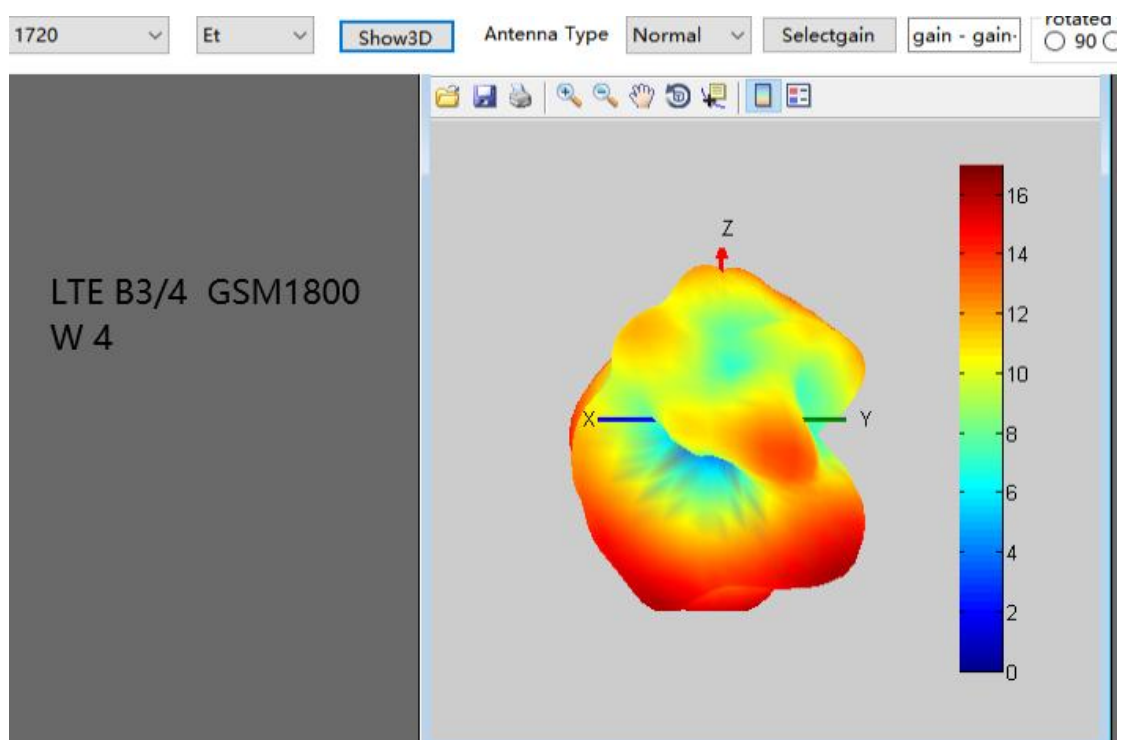 1720
Et
Show3D
Antenna Type
Normal
Selectgain
gain - gain-
rotated
90
LTE B3/4 GSM1800
W 4
Z
X
Y
16
14
12
10
8
6
4
2
0